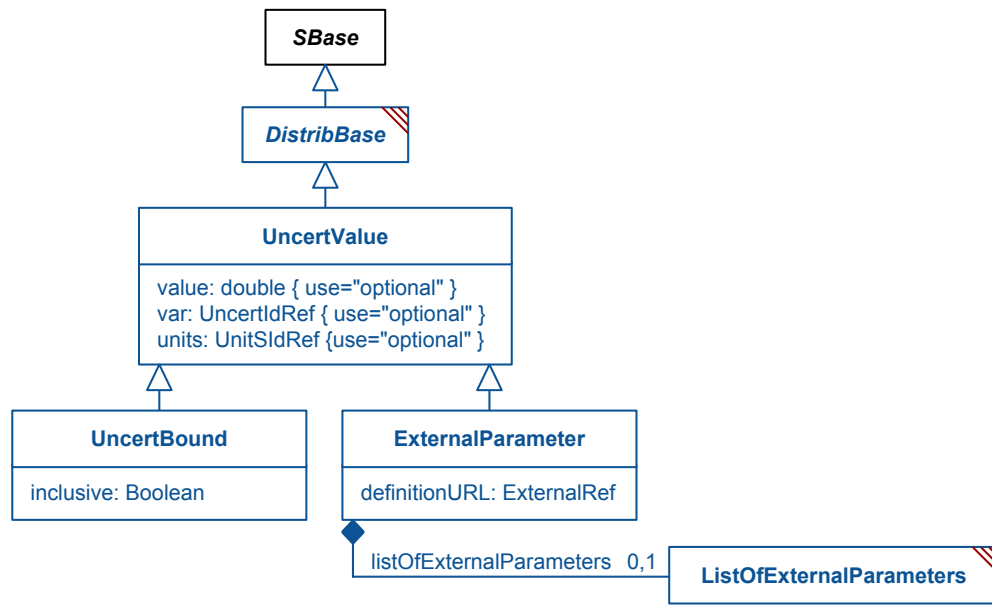 SBase
DistribBase
UncertValue
value: double { use="optional" }
var: UncertIdRef { use="optional" }
units: UnitSIdRef {use="optional" }
UncertBound
inclusive: Boolean
ExternalParameter
definitionURL: ExternalRef
listOfExternalParameters 0,1
ListOfExternalParameters